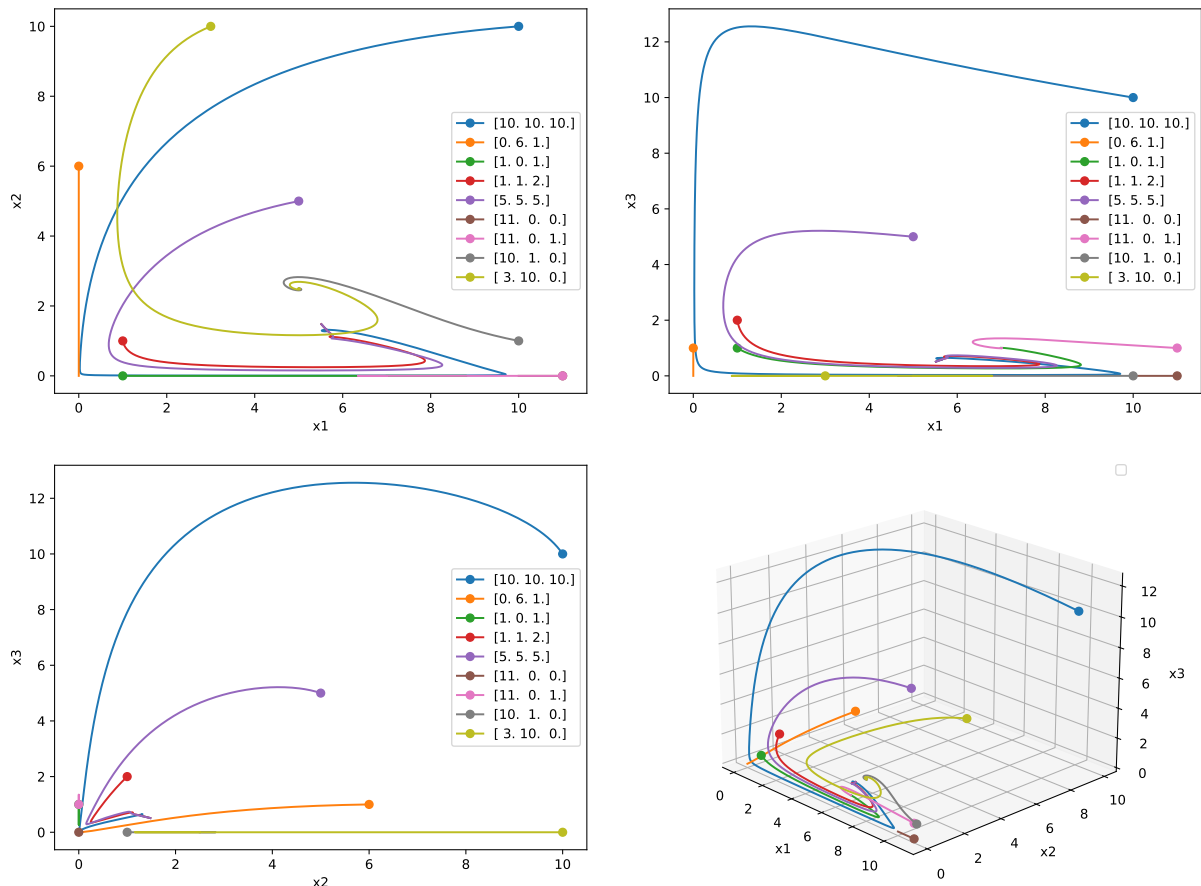 10
8
6
4
2
0
x2
0
2
4
6
8
10
x1
[10. 10. 10.]
[0. 6. 1.]
[1. 0. 1.]
[1. 1. 2.]
[5. 5. 5.]
[11.  0.  0.]
[11.  0.  1.]
[10.  1.  0.]
[ 3. 10.  0.]
12
10
8
6
4
2
0
x3
0
2
4
6
8
10
x1
[10. 10. 10.]
[0. 6. 1.]
[1. 0. 1.]
[1. 1. 2.]
[5. 5. 5.]
[11.  0.  0.]
[11.  0.  1.]
[10.  1.  0.]
[ 3. 10.  0.]
12
10
8
6
4
2
0
x3
0
2
4
6
8
10
x2
[10. 10. 10.]
[0. 6. 1.]
[1. 0. 1.]
[1. 1. 2.]
[5. 5. 5.]
[11.  0.  0.]
[11.  0.  1.]
[10.  1.  0.]
[ 3. 10.  0.]
12
10
8
6
4
2
0
x3
0
2
4
6
8
10
x1
0
2
4
6
8
10
x2